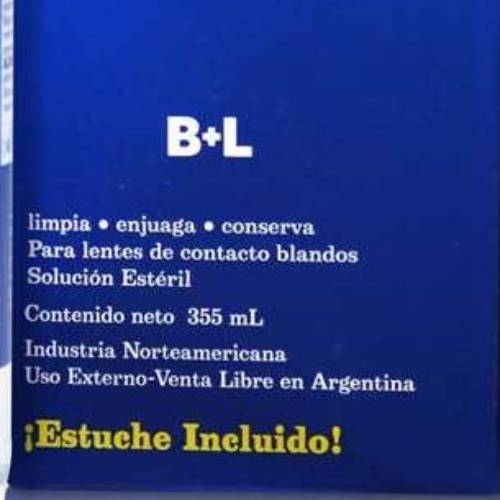 B+L
limpia • enjuaga • conserva
Para lentes de contacto blandos
Solución Estéril
Contenido neto 355 mL
Industria Norteamericana
Uso Externo-Venta Libre en Argentina
¡Estuche Incluido!